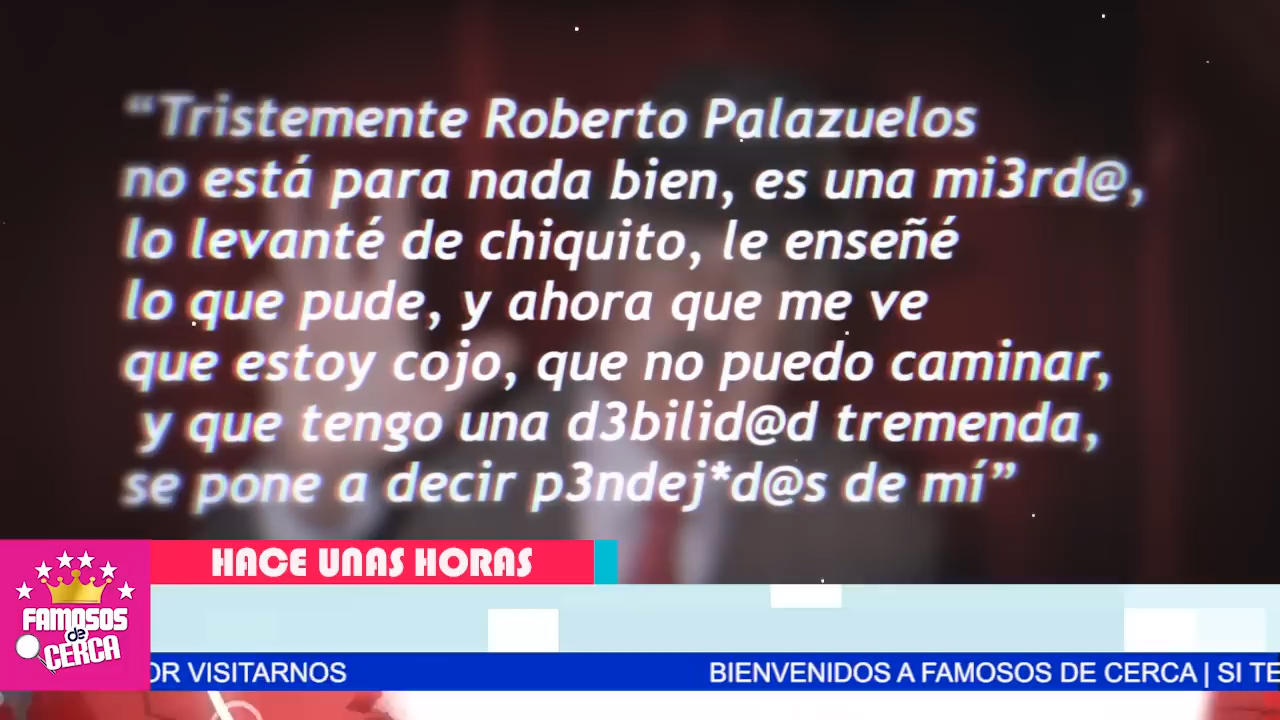 “Tristemente Roberto Palazuelos
no está para nada bien, es una mi3rd@,
lo levanté de chiquito, le enseñé
lo que pude, y ahora que me ve
que estoy cojo, que no puedo caminar,
y que tengo una d3bilid@d tremenda,
se pone a decir p3ndej*d@s de mí”
HACE UNAS HORAS
FAMOSOS
de
CERCA
OR VISITARNOS BIENVENIDOS A FAMOSOS DE CERCA | SI TE